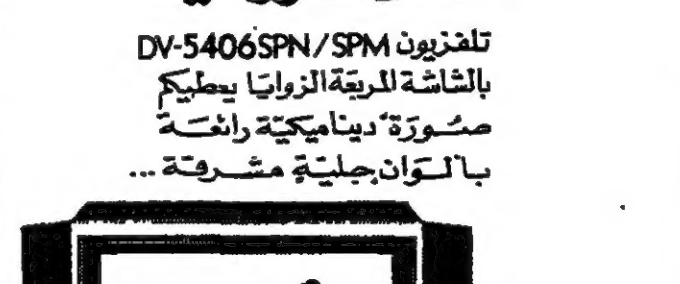 تلفزيون DV-5406SPN/SPM
بالشاشة المربعة الزوايا يعطيكم
صورة ديناميكية رائعة
بألوان جلية مشرقة ...